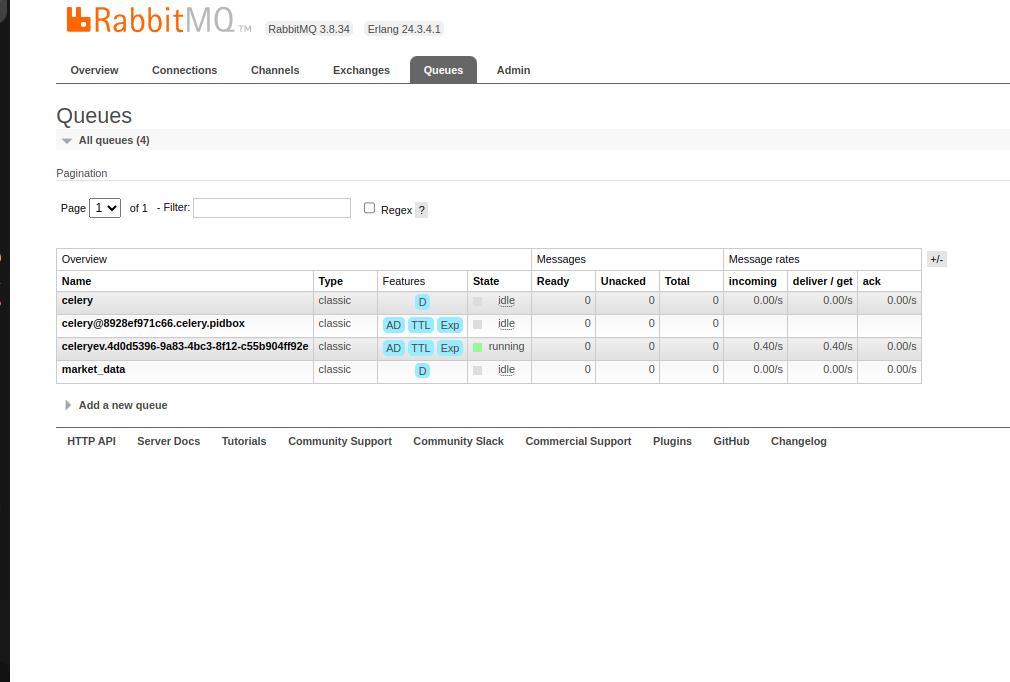 RabbitMQ TM RabbitMQ 3.8.34 Erlang 24.3.4.1
Overview Connections Channels Exchanges Queues Admin
Queues
All queues (4)
Pagination
Page 1 of 1 - Filter: Regex ?
Overview Messages Message rates +/-
Name Type Features State Ready Unacked Total incoming deliver / get ack
celery classic D idle 0 0 0 0.00/s 0.00/s 0.00/s
celery@8928ef971c66.celery.pidbox classic AD TTL Exp idle 0 0 0
celeryev.4d0d5396-9a83-4bc3-8f12-c55b904ff92e classic AD TTL Exp running 0 0 0 0.40/s 0.40/s 0.00/s
market_data classic D idle 0 0 0 0.00/s 0.00/s 0.00/s
Add a new queue
HTTP API Server Docs Tutorials Community Support Community Slack Commercial Support Plugins GitHub Changelog